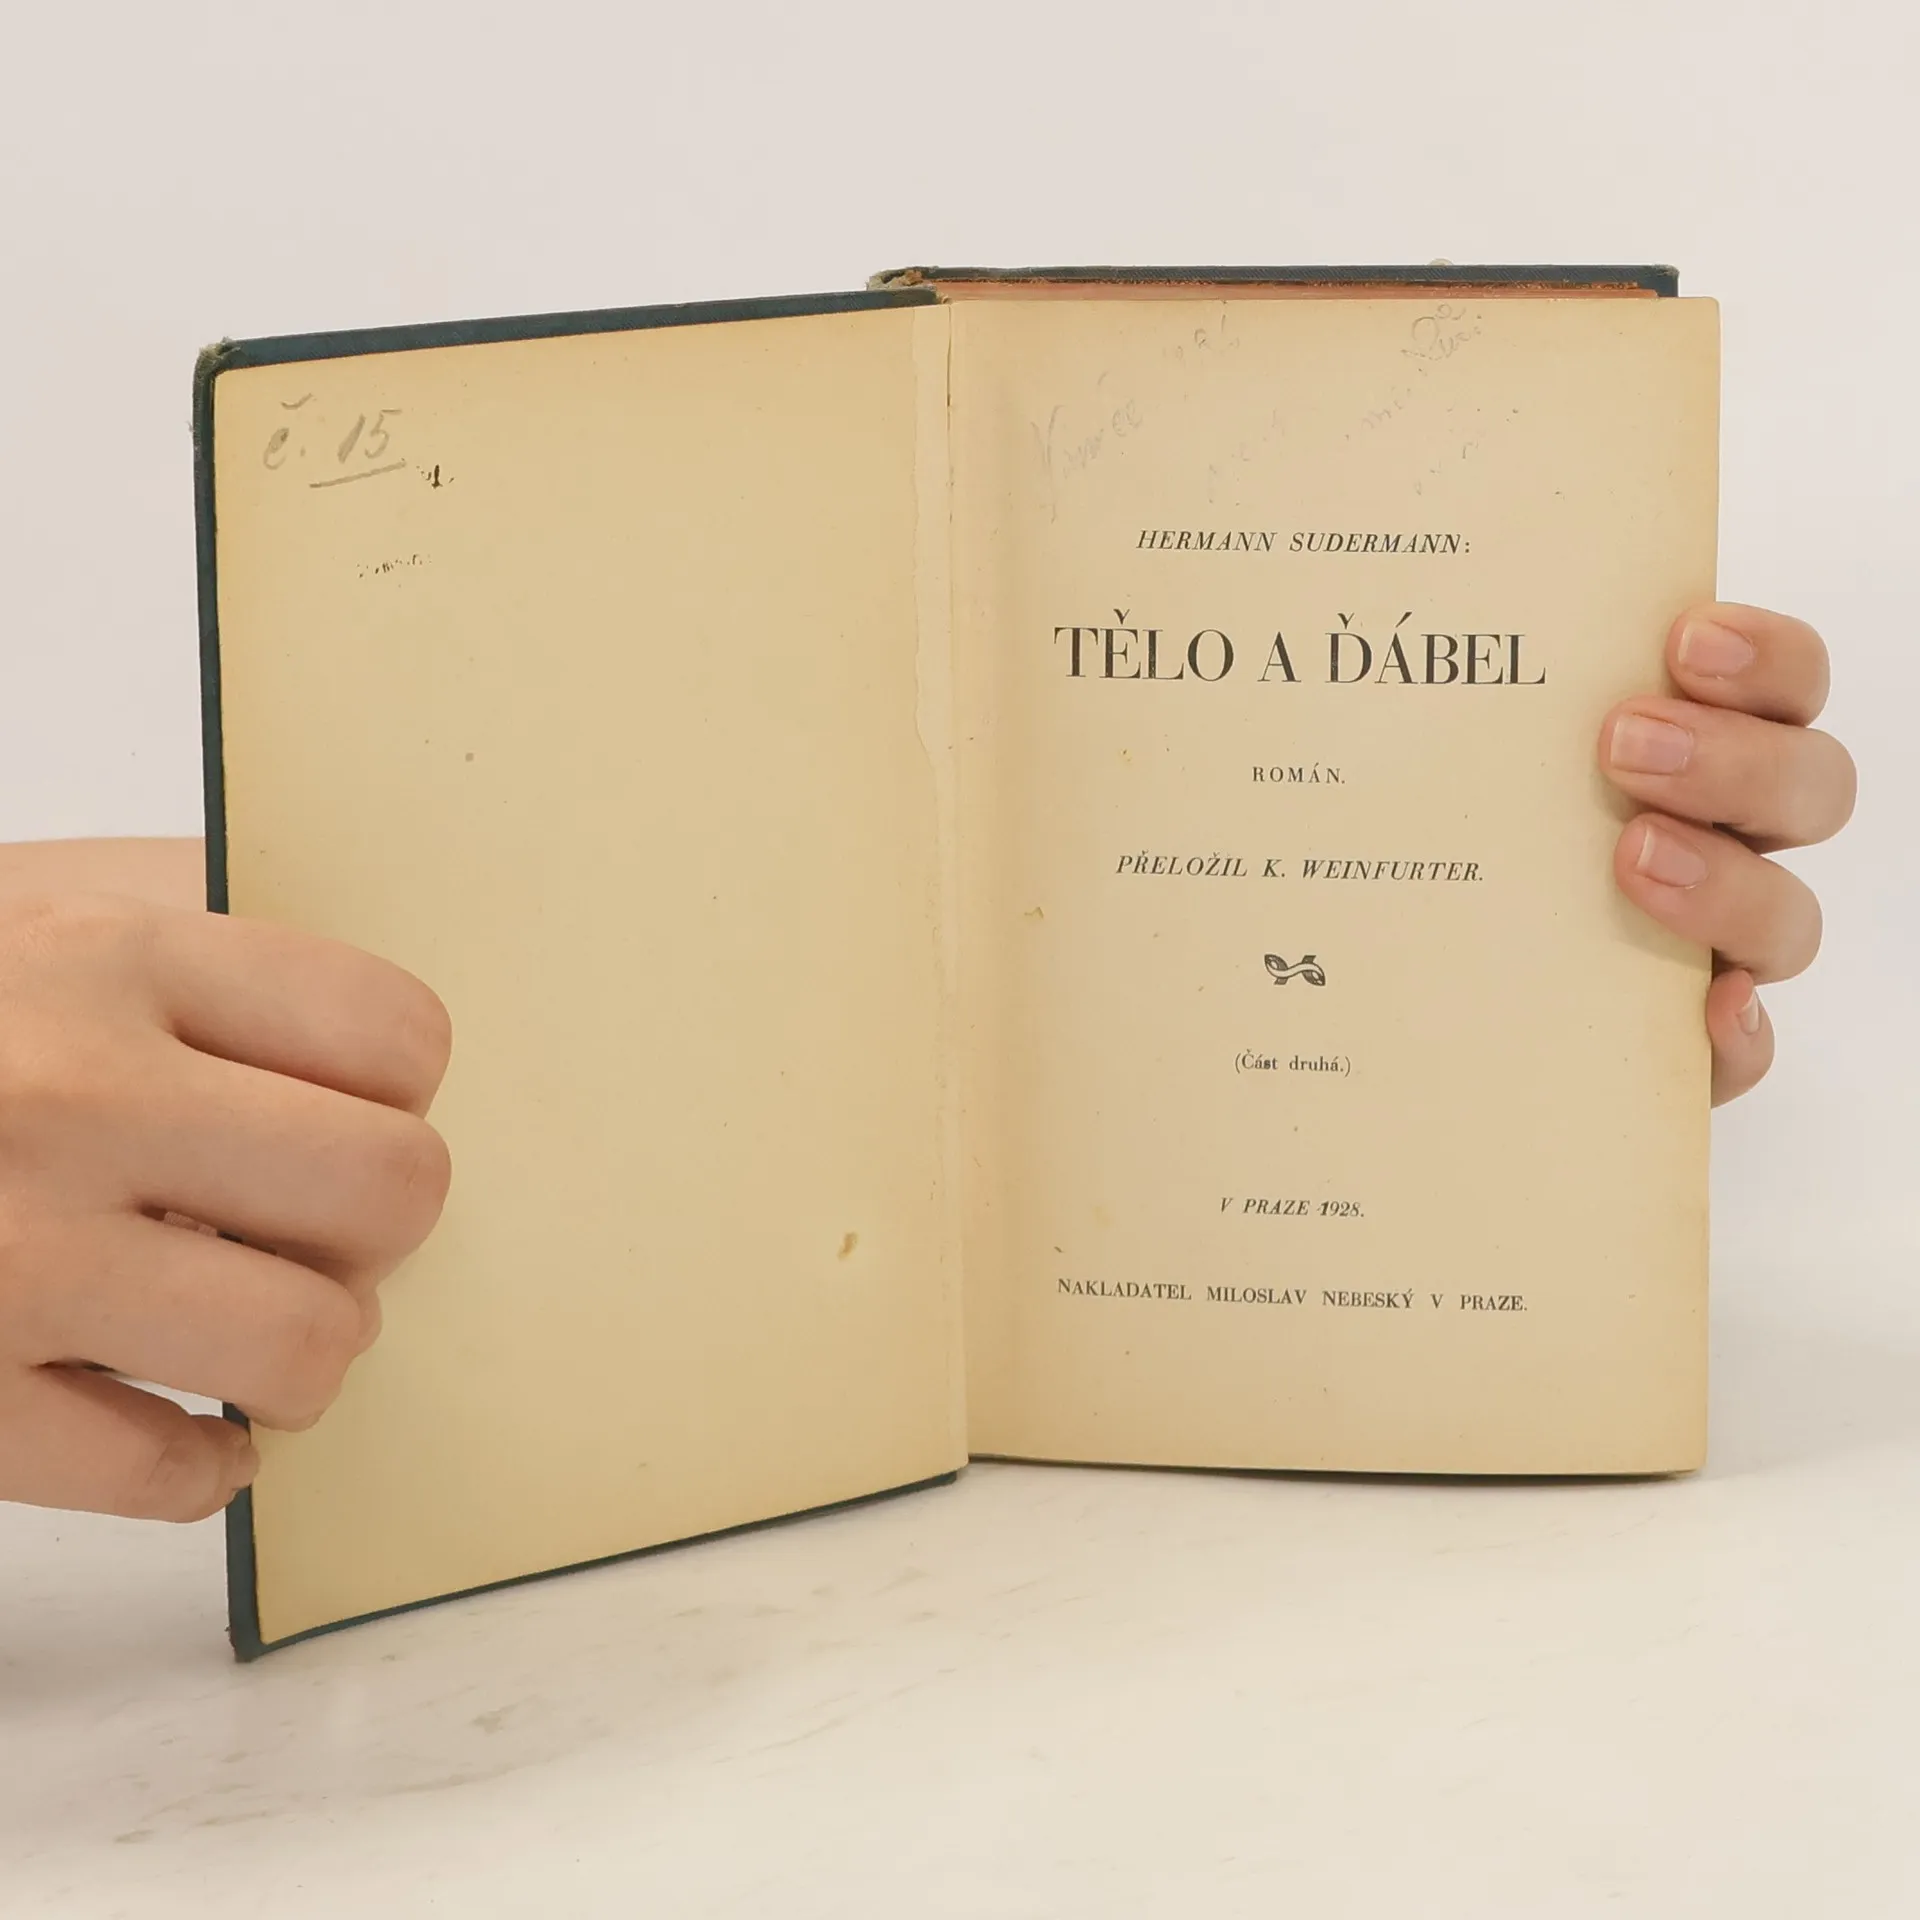 č. 15
HERMANN SUDERMANN:
TĚLO A ĎÁBEL
ROMÁN.
PŘELOŽIL K. WEINFURTER.
(Část druhá.)
V PRAZE 1928.
NAKLADATEL MILOSLAV NEBESKÝ V PRAZE.